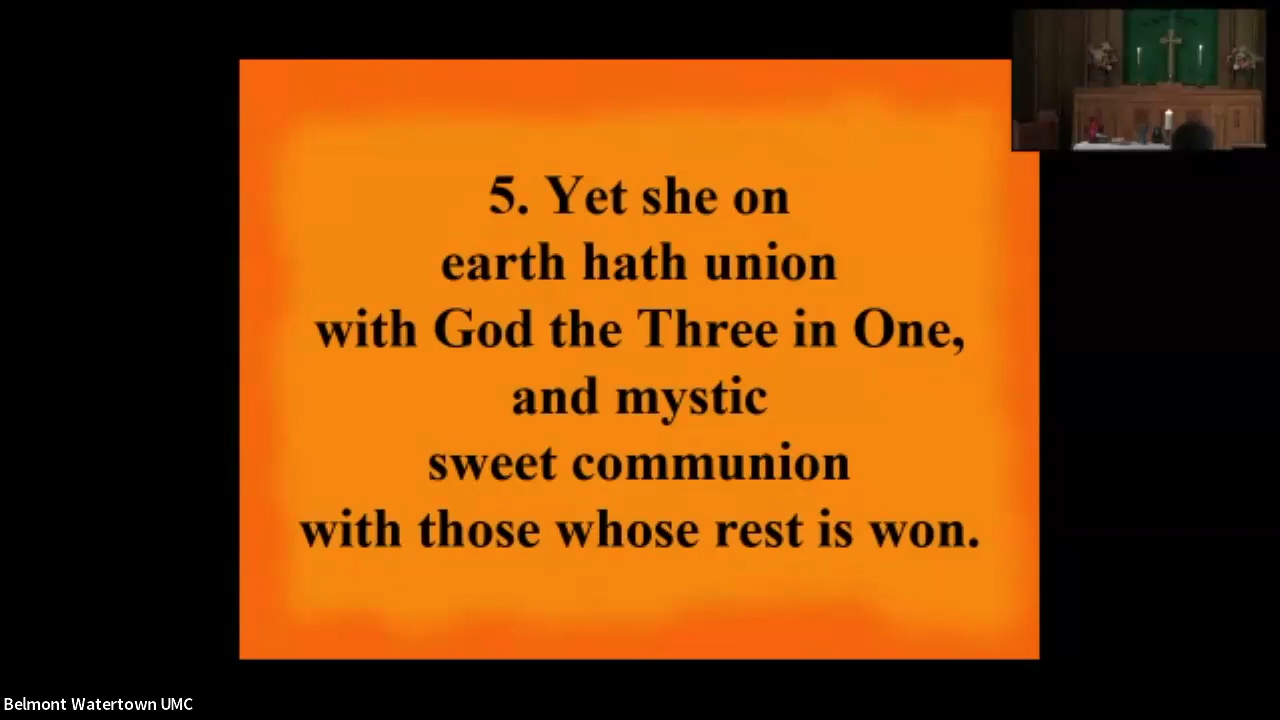 5. Yet she on
earth hath union
with God the Three in One,
and mystic
sweet communion
with those whose rest is won.
Belmont Watertown UMC